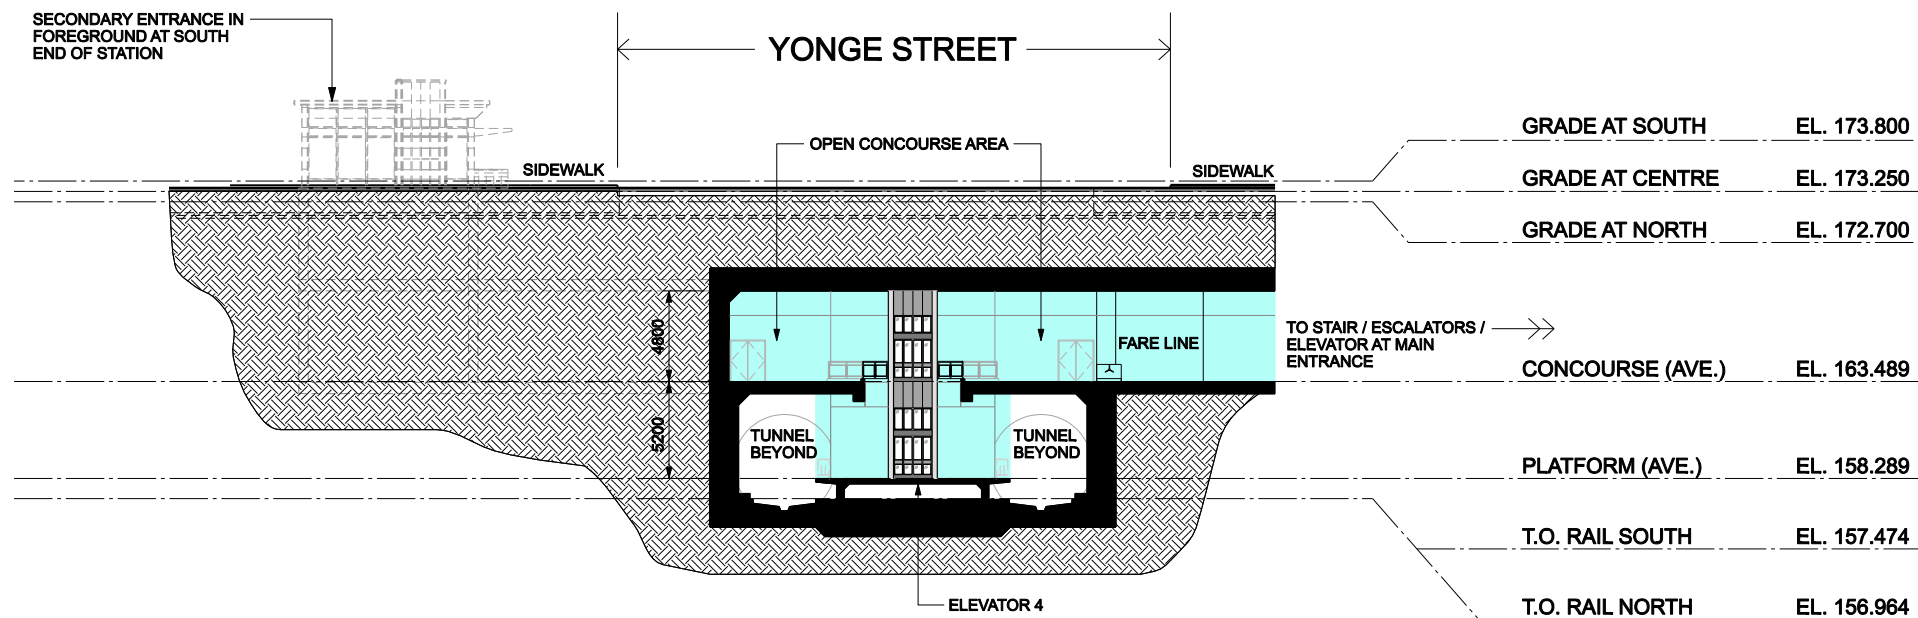 SECONDARY ENTRANCE IN
FOREGROUND AT SOUTH
END OF STATION
YONGE STREET
OPEN CONCOURSE AREA
SIDEWALK
SIDEWALK
GRADE AT SOUTH EL. 173.800
GRADE AT CENTRE EL. 173.250
GRADE AT NORTH EL. 172.700
4800
FARE LINE
TO STAIR / ESCALATORS /
ELEVATOR AT MAIN
ENTRANCE
CONCOURSE (AVE.) EL. 163.489
5200
TUNNEL
BEYOND
TUNNEL
BEYOND
PLATFORM (AVE.) EL. 158.289
T.O. RAIL SOUTH EL. 157.474
ELEVATOR 4
T.O. RAIL NORTH EL. 156.964